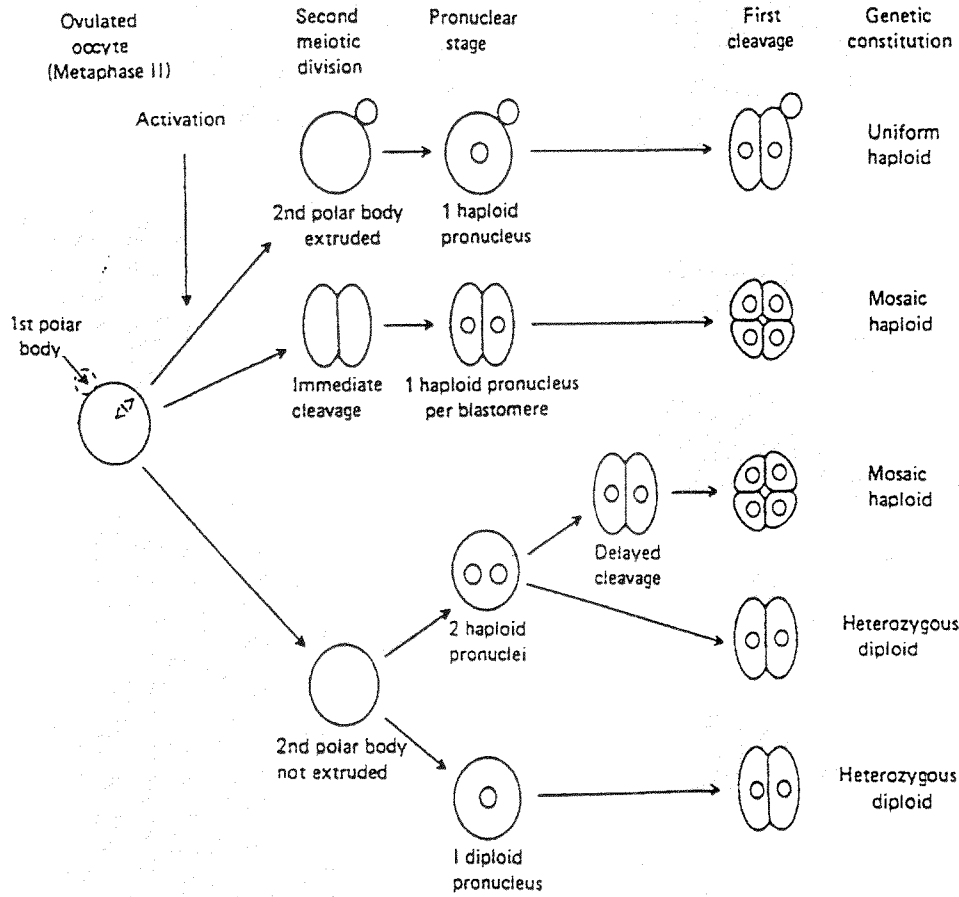 Ovulated
oocyte
(Metaphase II)
Second
meiotic
division
Pronuclear
stage
First
cleavage
Genetic
constitution
Activation
2nd polar body
extruded
1 haploid
pronucleus
Uniform
haploid
1st polar
body
Immediate
cleavage
1 haploid pronucleus
per blastomere
Mosaic
haploid
Delayed
cleavage
Mosaic
haploid
2 haploid
pronuclei
Heterozygous
diploid
2nd polar body
not extruded
1 diploid
pronucleus
Heterozygous
diploid